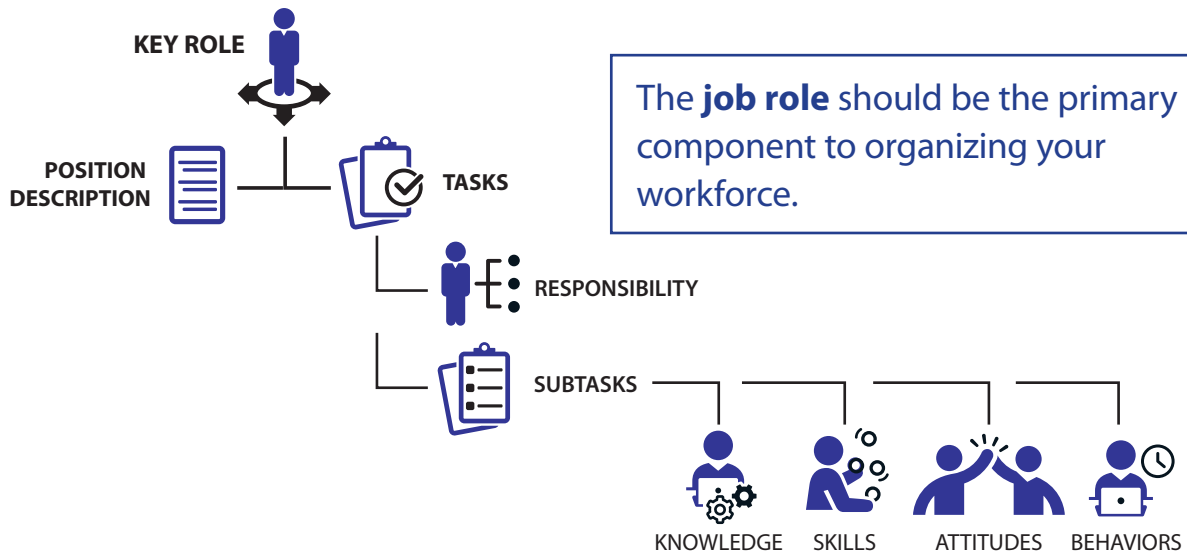 KEY ROLE
The job role should be the primary
component to organizing your
workforce.
POSITION
DESCRIPTION
TASKS
RESPONSIBILITY
SUBTASKS
KNOWLEDGE
SKILLS
ATTITUDES
BEHAVIORS